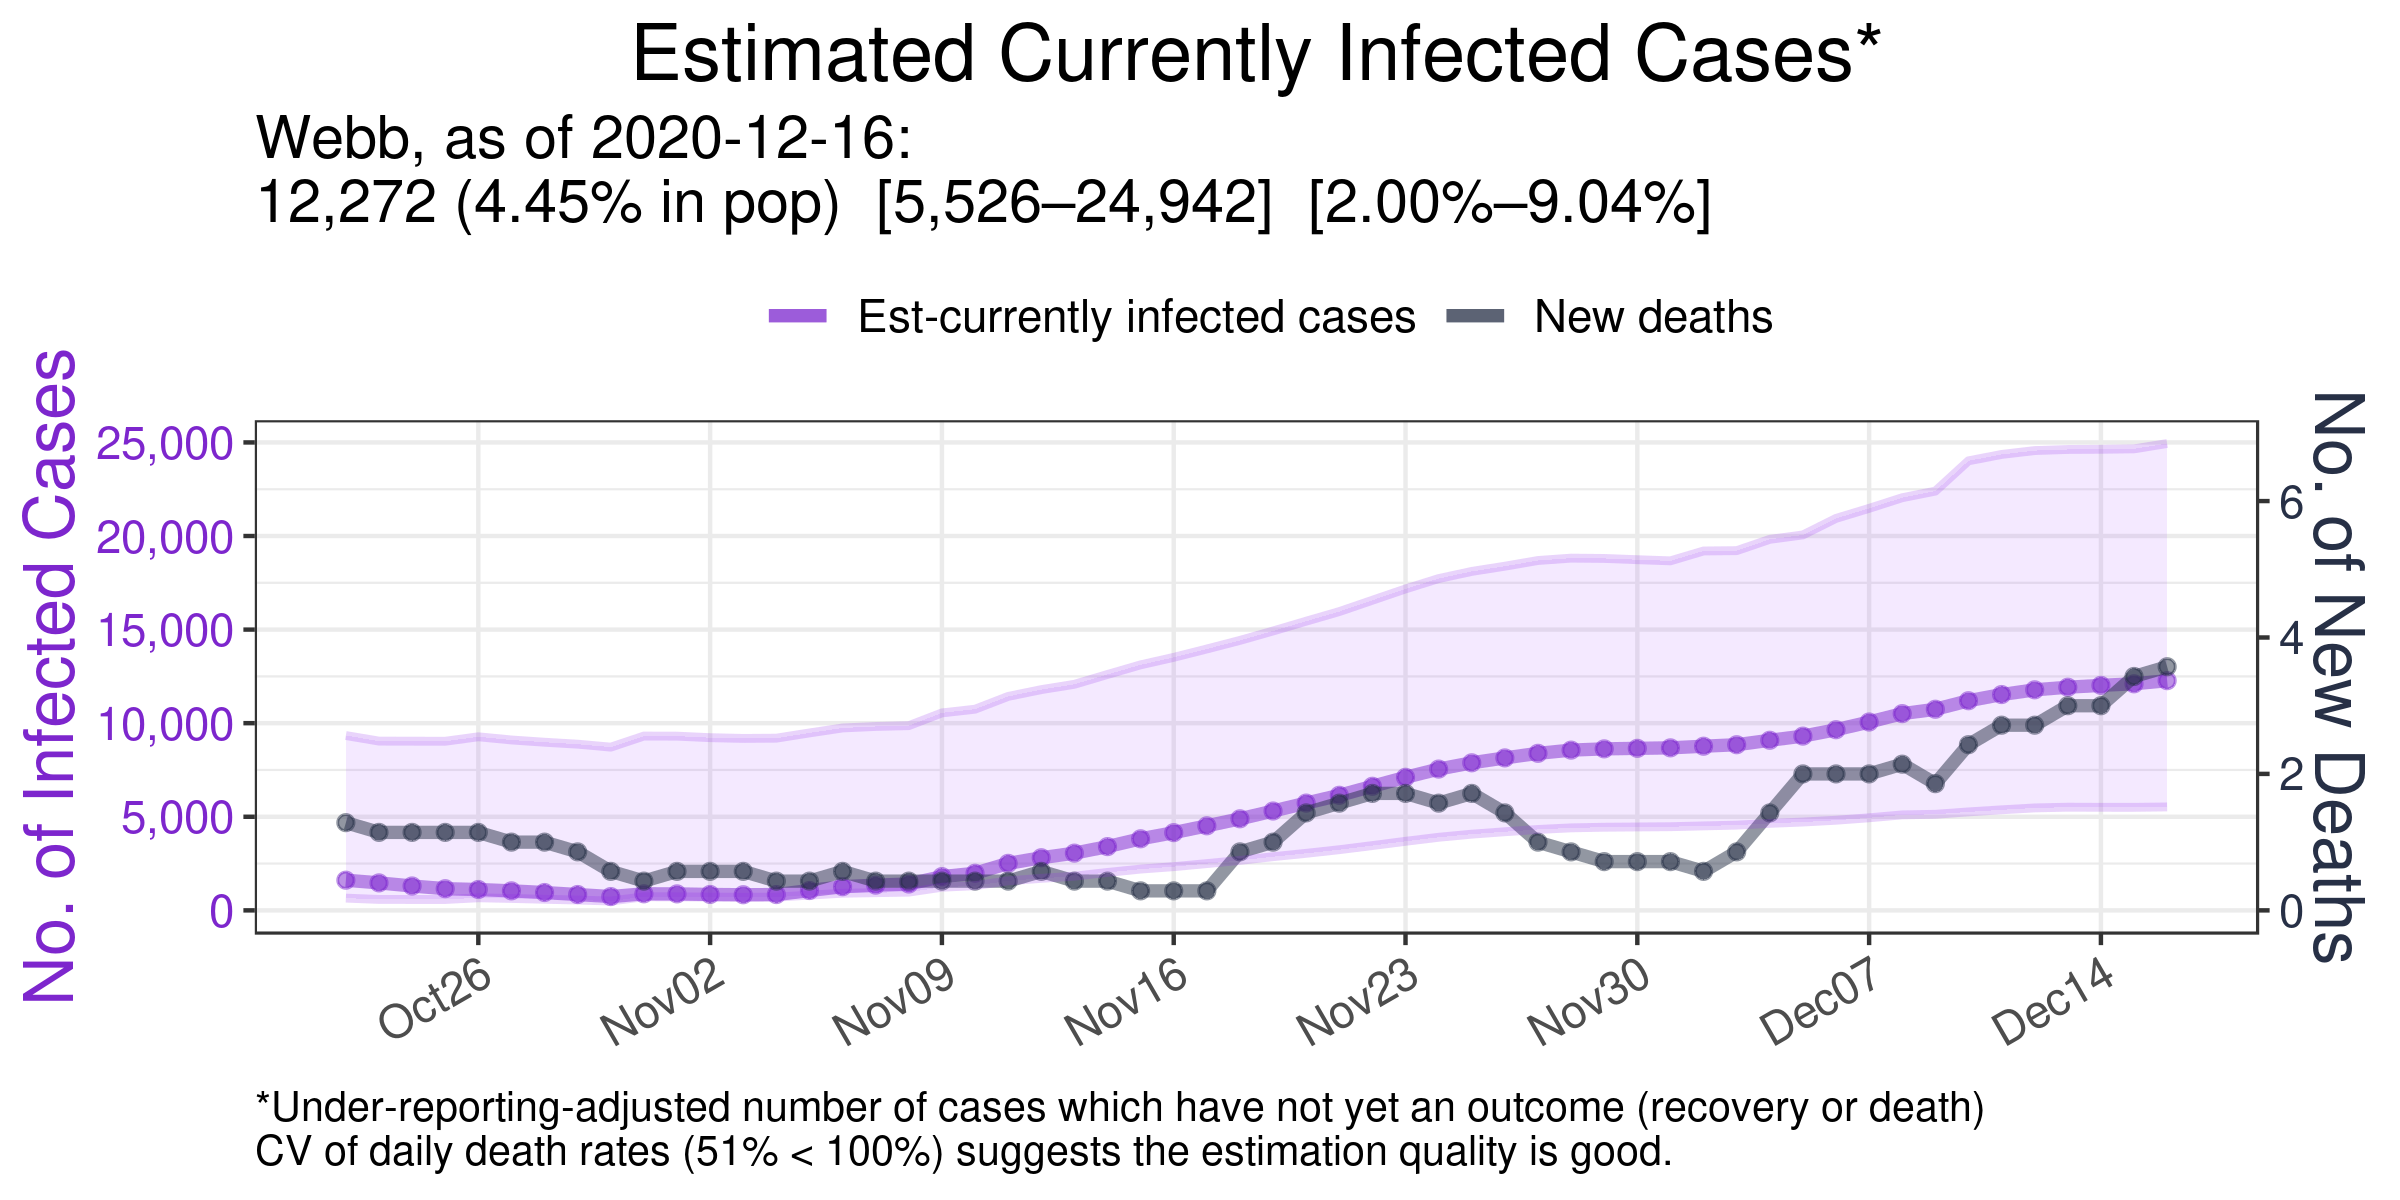 Estimated Currently Infected Cases*
Webb, as of 2020-12-16:
12,272 (4.45% in pop)  [5,526–24,942]  [2.00%–9.04%]
Est-currently infected cases
New deaths
No. of Infected Cases
25,000
20,000
15,000
10,000
5,000
0
No. of New Deaths
6
4
2
0
Oct26
Nov02
Nov09
Nov16
Nov23
Nov30
Dec07
Dec14
*Under-reporting-adjusted number of cases which have not yet an outcome (recovery or death)
CV of daily death rates (51% < 100%) suggests the estimation quality is good.